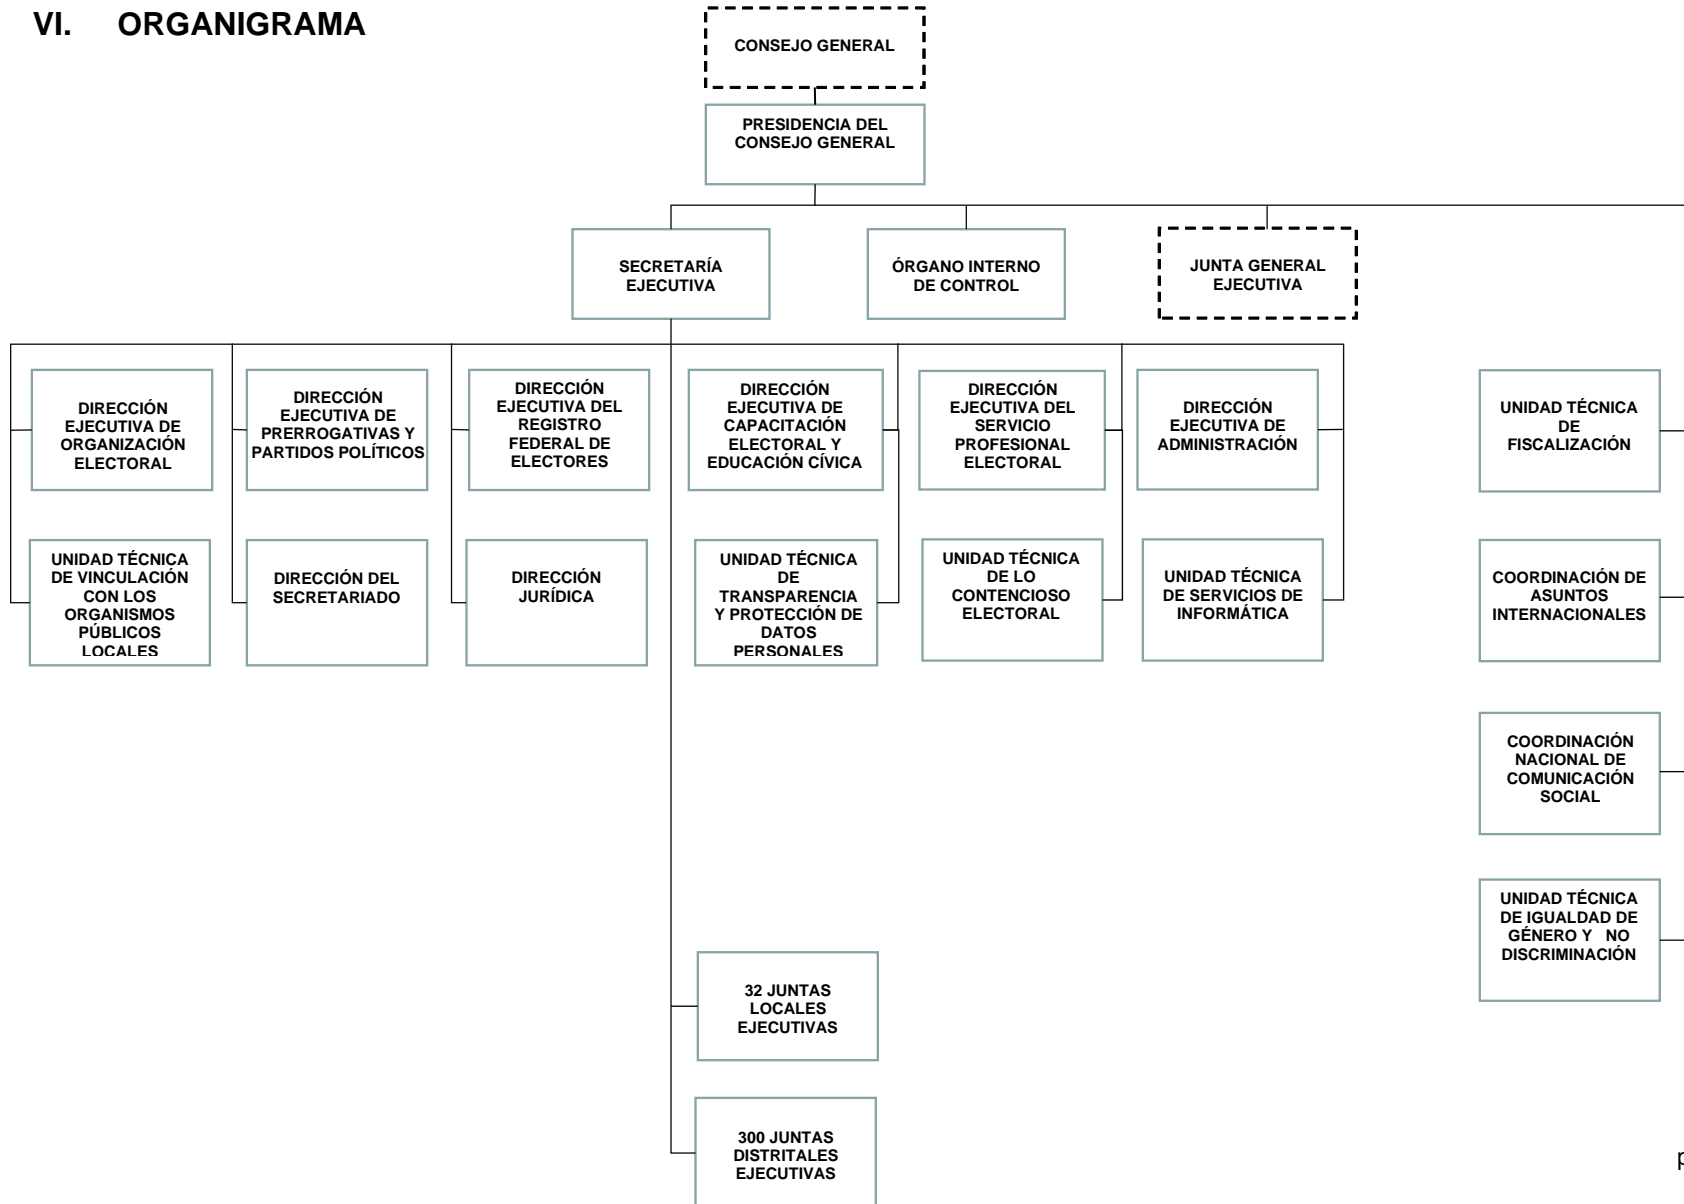 VI. ORGANIGRAMA
CONSEJO GENERAL
PRESIDENCIA DEL
CONSEJO GENERAL
SECRETARÍA
EJECUTIVA
ÓRGANO INTERNO
DE CONTROL
JUNTA GENERAL
EJECUTIVA
DIRECCIÓN
EJECUTIVA DE
ORGANIZACIÓN
ELECTORAL
DIRECCIÓN
EJECUTIVA DE
PRERROGATIVAS Y
PARTIDOS POLÍTICOS
DIRECCIÓN
EJECUTIVA DEL
REGISTRO
FEDERAL DE
ELECTORES
DIRECCIÓN
EJECUTIVA DE
CAPACITACIÓN
ELECTORAL Y
EDUCACIÓN CÍVICA
DIRECCIÓN
EJECUTIVA DEL
SERVICIO
PROFESIONAL
ELECTORAL
DIRECCIÓN
EJECUTIVA DE
ADMINISTRACIÓN
UNIDAD TÉCNICA
DE
FISCALIZACIÓN
UNIDAD TÉCNICA
DE VINCULACIÓN
CON LOS
ORGANISMOS
PÚBLICOS
LOCALES
DIRECCIÓN DEL
SECRETARIADO
DIRECCIÓN
JURÍDICA
UNIDAD TÉCNICA
DE
TRANSPARENCIA
Y PROTECCIÓN DE
DATOS
PERSONALES
UNIDAD TÉCNICA
DE LO
CONTENCIOSO
ELECTORAL
UNIDAD TÉCNICA
DE SERVICIOS DE
INFORMÁTICA
COORDINACIÓN DE
ASUNTOS
INTERNACIONALES
COORDINACIÓN
NACIONAL DE
COMUNICACIÓN
SOCIAL
UNIDAD TÉCNICA
DE IGUALDAD DE
GÉNERO Y NO
DISCRIMINACIÓN
32 JUNTAS
LOCALES
EJECUTIVAS
300 JUNTAS
DISTRITALES
EJECUTIVAS